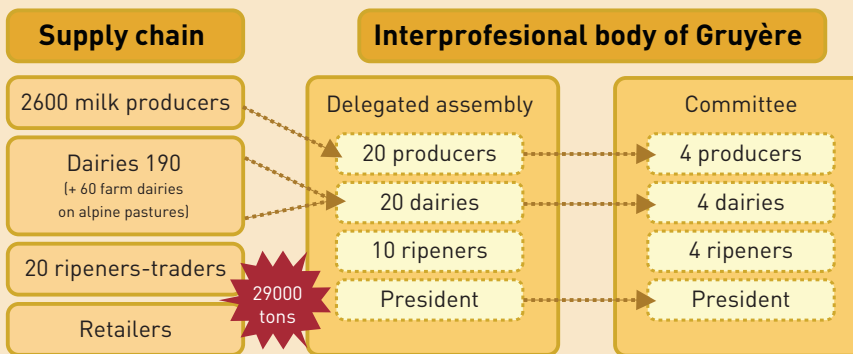 Supply chain
Interprofesional body of Gruyère
2600 milk producers
Dairies 190
(+ 60 farm dairies
on alpine pastures)
20 ripeners-traders
Retailers
29000
tons
Delegated assembly
20 producers
20 dairies
10 ripeners
President
Committee
4 producers
4 dairies
4 ripeners
President